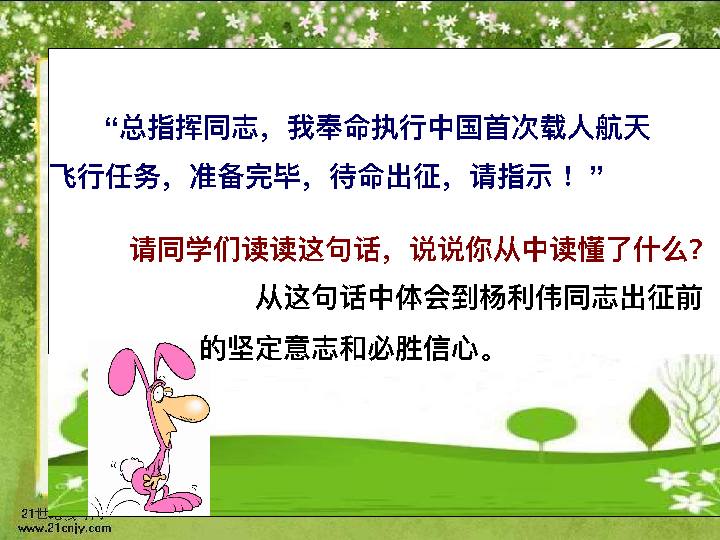 “总指挥同志，我奉命执行中国首次载人航天
飞行任务，准备完毕，待命出征，请指示！”
请同学们读读这句话，说说你从中读懂了什么?
从这句话中体会到杨利伟同志出征前
的坚定意志和必胜信心。
21世
www.21cnjy.com